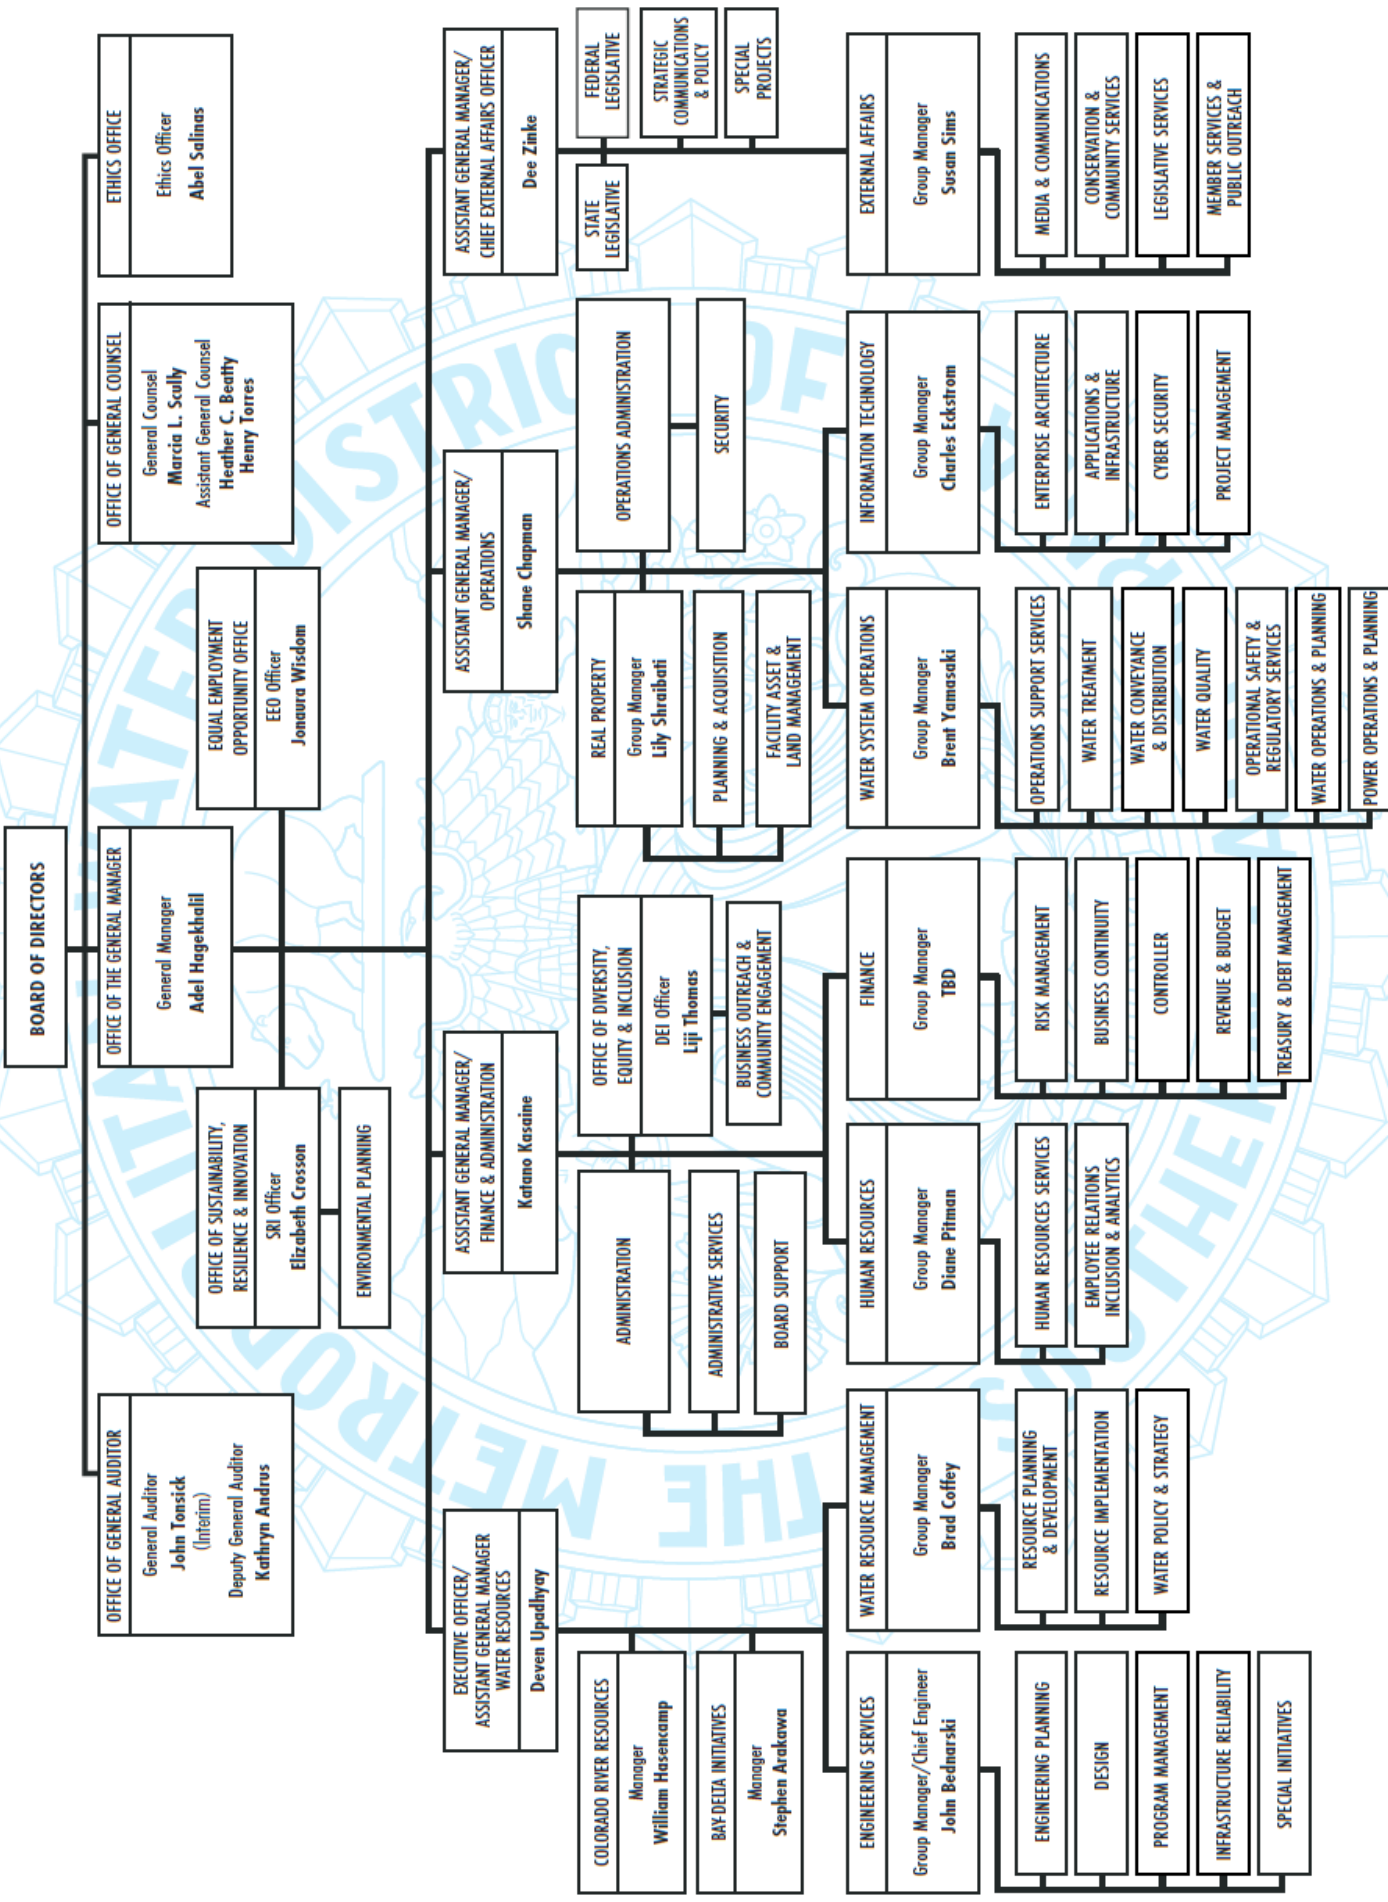 BOARD OF DIRECTORS
OFFICE OF GENERAL AUDITOR
General Auditor
John Tonsick
(Interim)
Deputy General Auditor
Kathryn Andrus
OFFICE OF THE GENERAL MANAGER
General Manager
Adel Hagekhalil
OFFICE OF GENERAL COUNSEL
General Counsel
Marcia L. Scully
Assistant General Counsel
Heather C. Beatty
Henry Torres
ETHICS OFFICE
Ethics Officer
Abel Salinas
OFFICE OF SUSTAINABILITY,
RESILIENCE & INNOVATION
SRI Officer
Elizabeth Crosson
ENVIRONMENTAL PLANNING
EQUAL EMPLOYMENT
OPPORTUNITY OFFICE
EEO Officer
Jonaura Wisdom
EXECUTIVE OFFICER/
ASSISTANT GENERAL MANAGER
WATER RESOURCES
Deven Upadhyay
ASSISTANT GENERAL MANAGER/
FINANCE & ADMINISTRATION
Katano Kasaine
ASSISTANT GENERAL MANAGER/
OPERATIONS
Shane Chapman
ASSISTANT GENERAL MANAGER/
CHIEF EXTERNAL AFFAIRS OFFICER
Dee Zinke
COLORADO RIVER RESOURCES
Manager
William Hasencamp
BAY-DELTA INITIATIVES
Manager
Stephen Arakawa
ADMINISTRATION
ADMINISTRATIVE SERVICES
BOARD SUPPORT
OFFICE OF DIVERSITY,
EQUITY & INCLUSION
DEI Officer
Liji Thomas
BUSINESS OUTREACH &
COMMUNITY ENGAGEMENT
REAL PROPERTY
Group Manager
Lily Shraibati
PLANNING & ACQUISITION
FACILITY ASSET &
LAND MANAGEMENT
OPERATIONS ADMINISTRATION
SECURITY
STATE
LEGISLATIVE
FEDERAL
LEGISLATIVE
STRATEGIC
COMMUNICATIONS
& POLICY
SPECIAL
PROJECTS
ENGINEERING SERVICES
Group Manager/Chief Engineer
John Bednarski
ENGINEERING PLANNING
DESIGN
PROGRAM MANAGEMENT
INFRASTRUCTURE RELIABILITY
SPECIAL INITIATIVES
WATER RESOURCE MANAGEMENT
Group Manager
Brad Coffey
RESOURCE PLANNING
& DEVELOPMENT
RESOURCE IMPLEMENTATION
WATER POLICY & STRATEGY
HUMAN RESOURCES
Group Manager
Diane Pitman
HUMAN RESOURCES SERVICES
EMPLOYEE RELATIONS
INCLUSION & ANALYTICS
FINANCE
Group Manager
TBD
RISK MANAGEMENT
BUSINESS CONTINUITY
CONTROLLER
REVENUE & BUDGET
TREASURY & DEBT MANAGEMENT
WATER SYSTEM OPERATIONS
Group Manager
Brent Yamasaki
OPERATIONS SUPPORT SERVICES
WATER TREATMENT
WATER CONVEYANCE
& DISTRIBUTION
WATER QUALITY
OPERATIONAL SAFETY &
REGULATORY SERVICES
WATER OPERATIONS & PLANNING
POWER OPERATIONS & PLANNING
INFORMATION TECHNOLOGY
Group Manager
Charles Eckstrom
ENTERPRISE ARCHITECTURE
APPLICATIONS &
INFRASTRUCTURE
CYBER SECURITY
PROJECT MANAGEMENT
EXTERNAL AFFAIRS
Group Manager
Susan Sims
MEDIA & COMMUNICATIONS
CONSERVATION &
COMMUNITY SERVICES
LEGISLATIVE SERVICES
MEMBER SERVICES &
PUBLIC OUTREACH